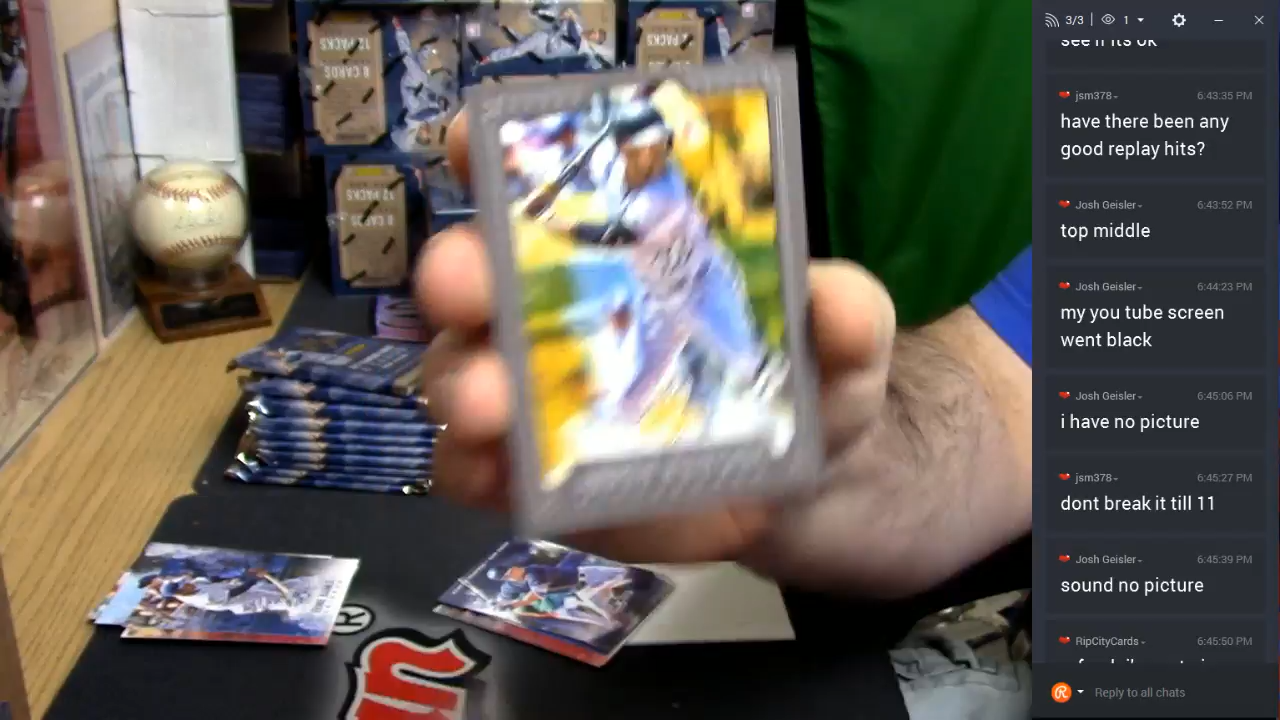 3/3
1
see if its ok
jsm378
6:43:35 PM
have there been any
good replay hits?
Josh Geisler
6:43:52 PM
top middle
Josh Geisler
6:44:23 PM
my you tube screen
went black
Josh Geisler
6:45:06 PM
i have no picture
jsm378
6:45:27 PM
dont break it till 11
Josh Geisler
6:45:39 PM
sound no picture
RipCityCards
6:45:50 PM
Reply to all chats
12 PACKS
8 CARDS
12 PACKS
8 CARDS
®